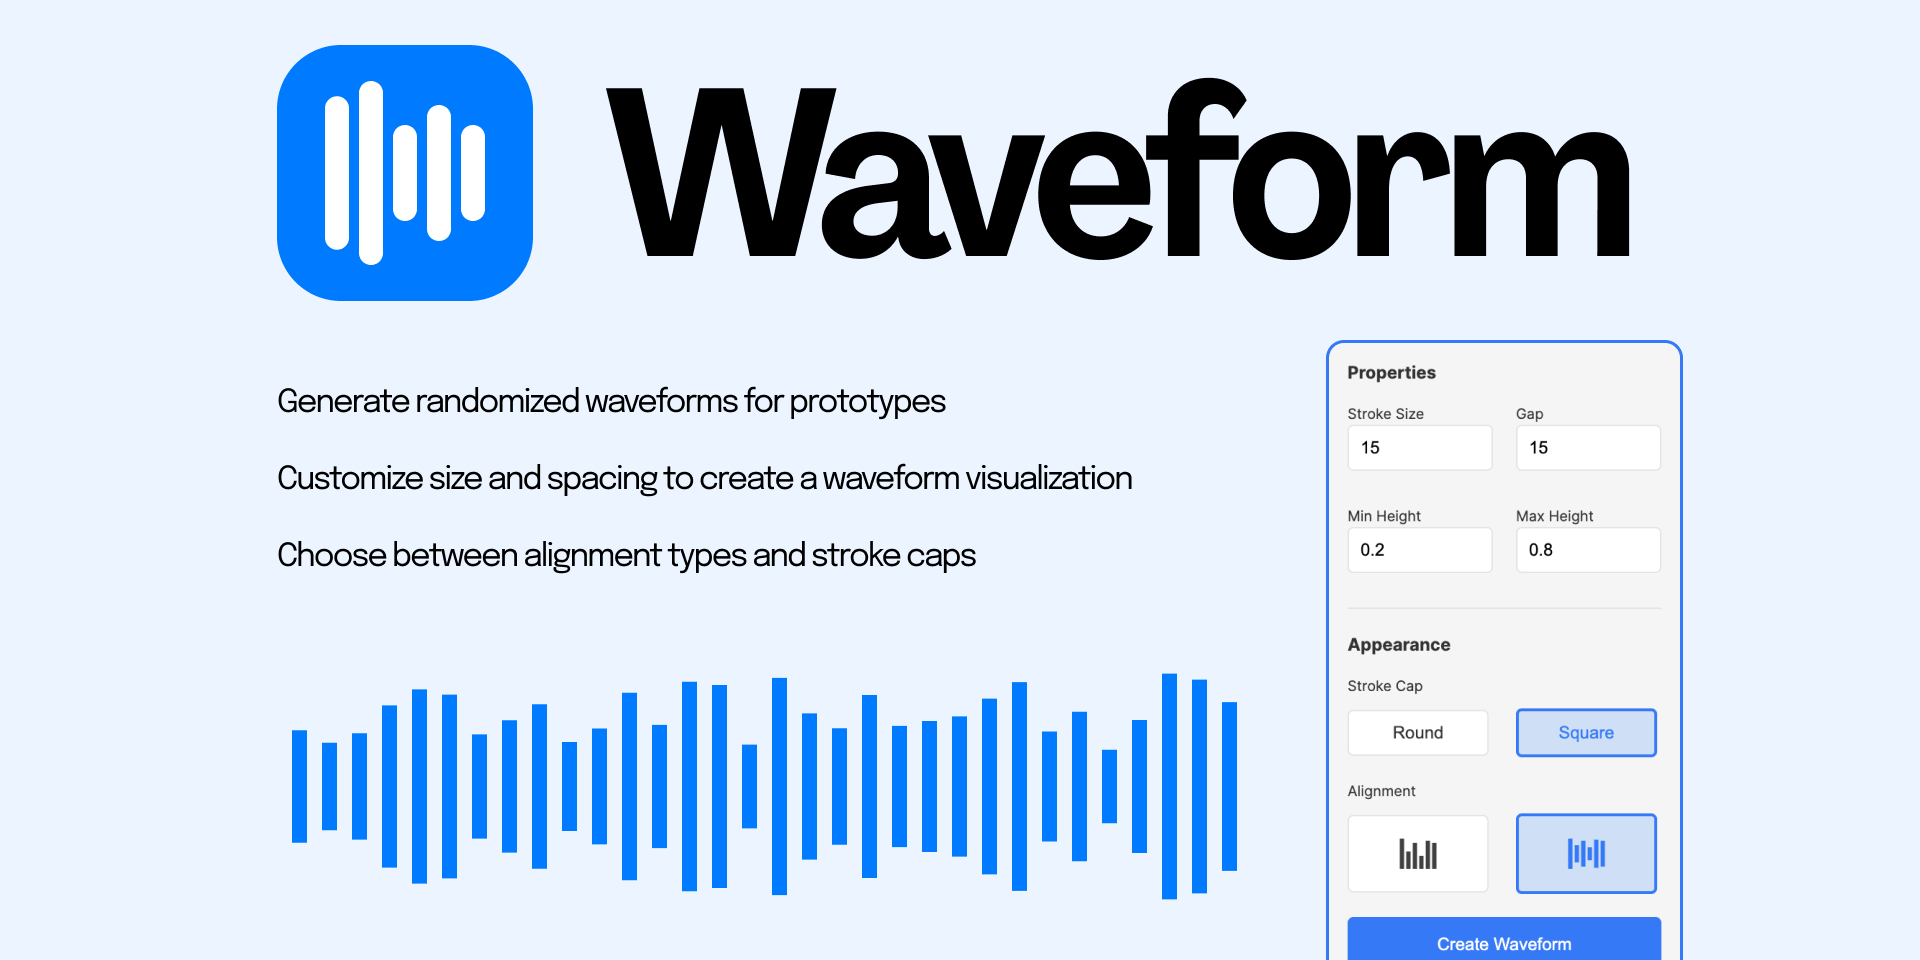 Waveform
Generate randomized waveforms for prototypes
Customize size and spacing to create a waveform visualization
Choose between alignment types and stroke caps
Properties
Stroke Size Gap
15 15
Min Height Max Height
0.2 0.8
Appearance
Stroke Cap
Round Square
Alignment
Create Waveform